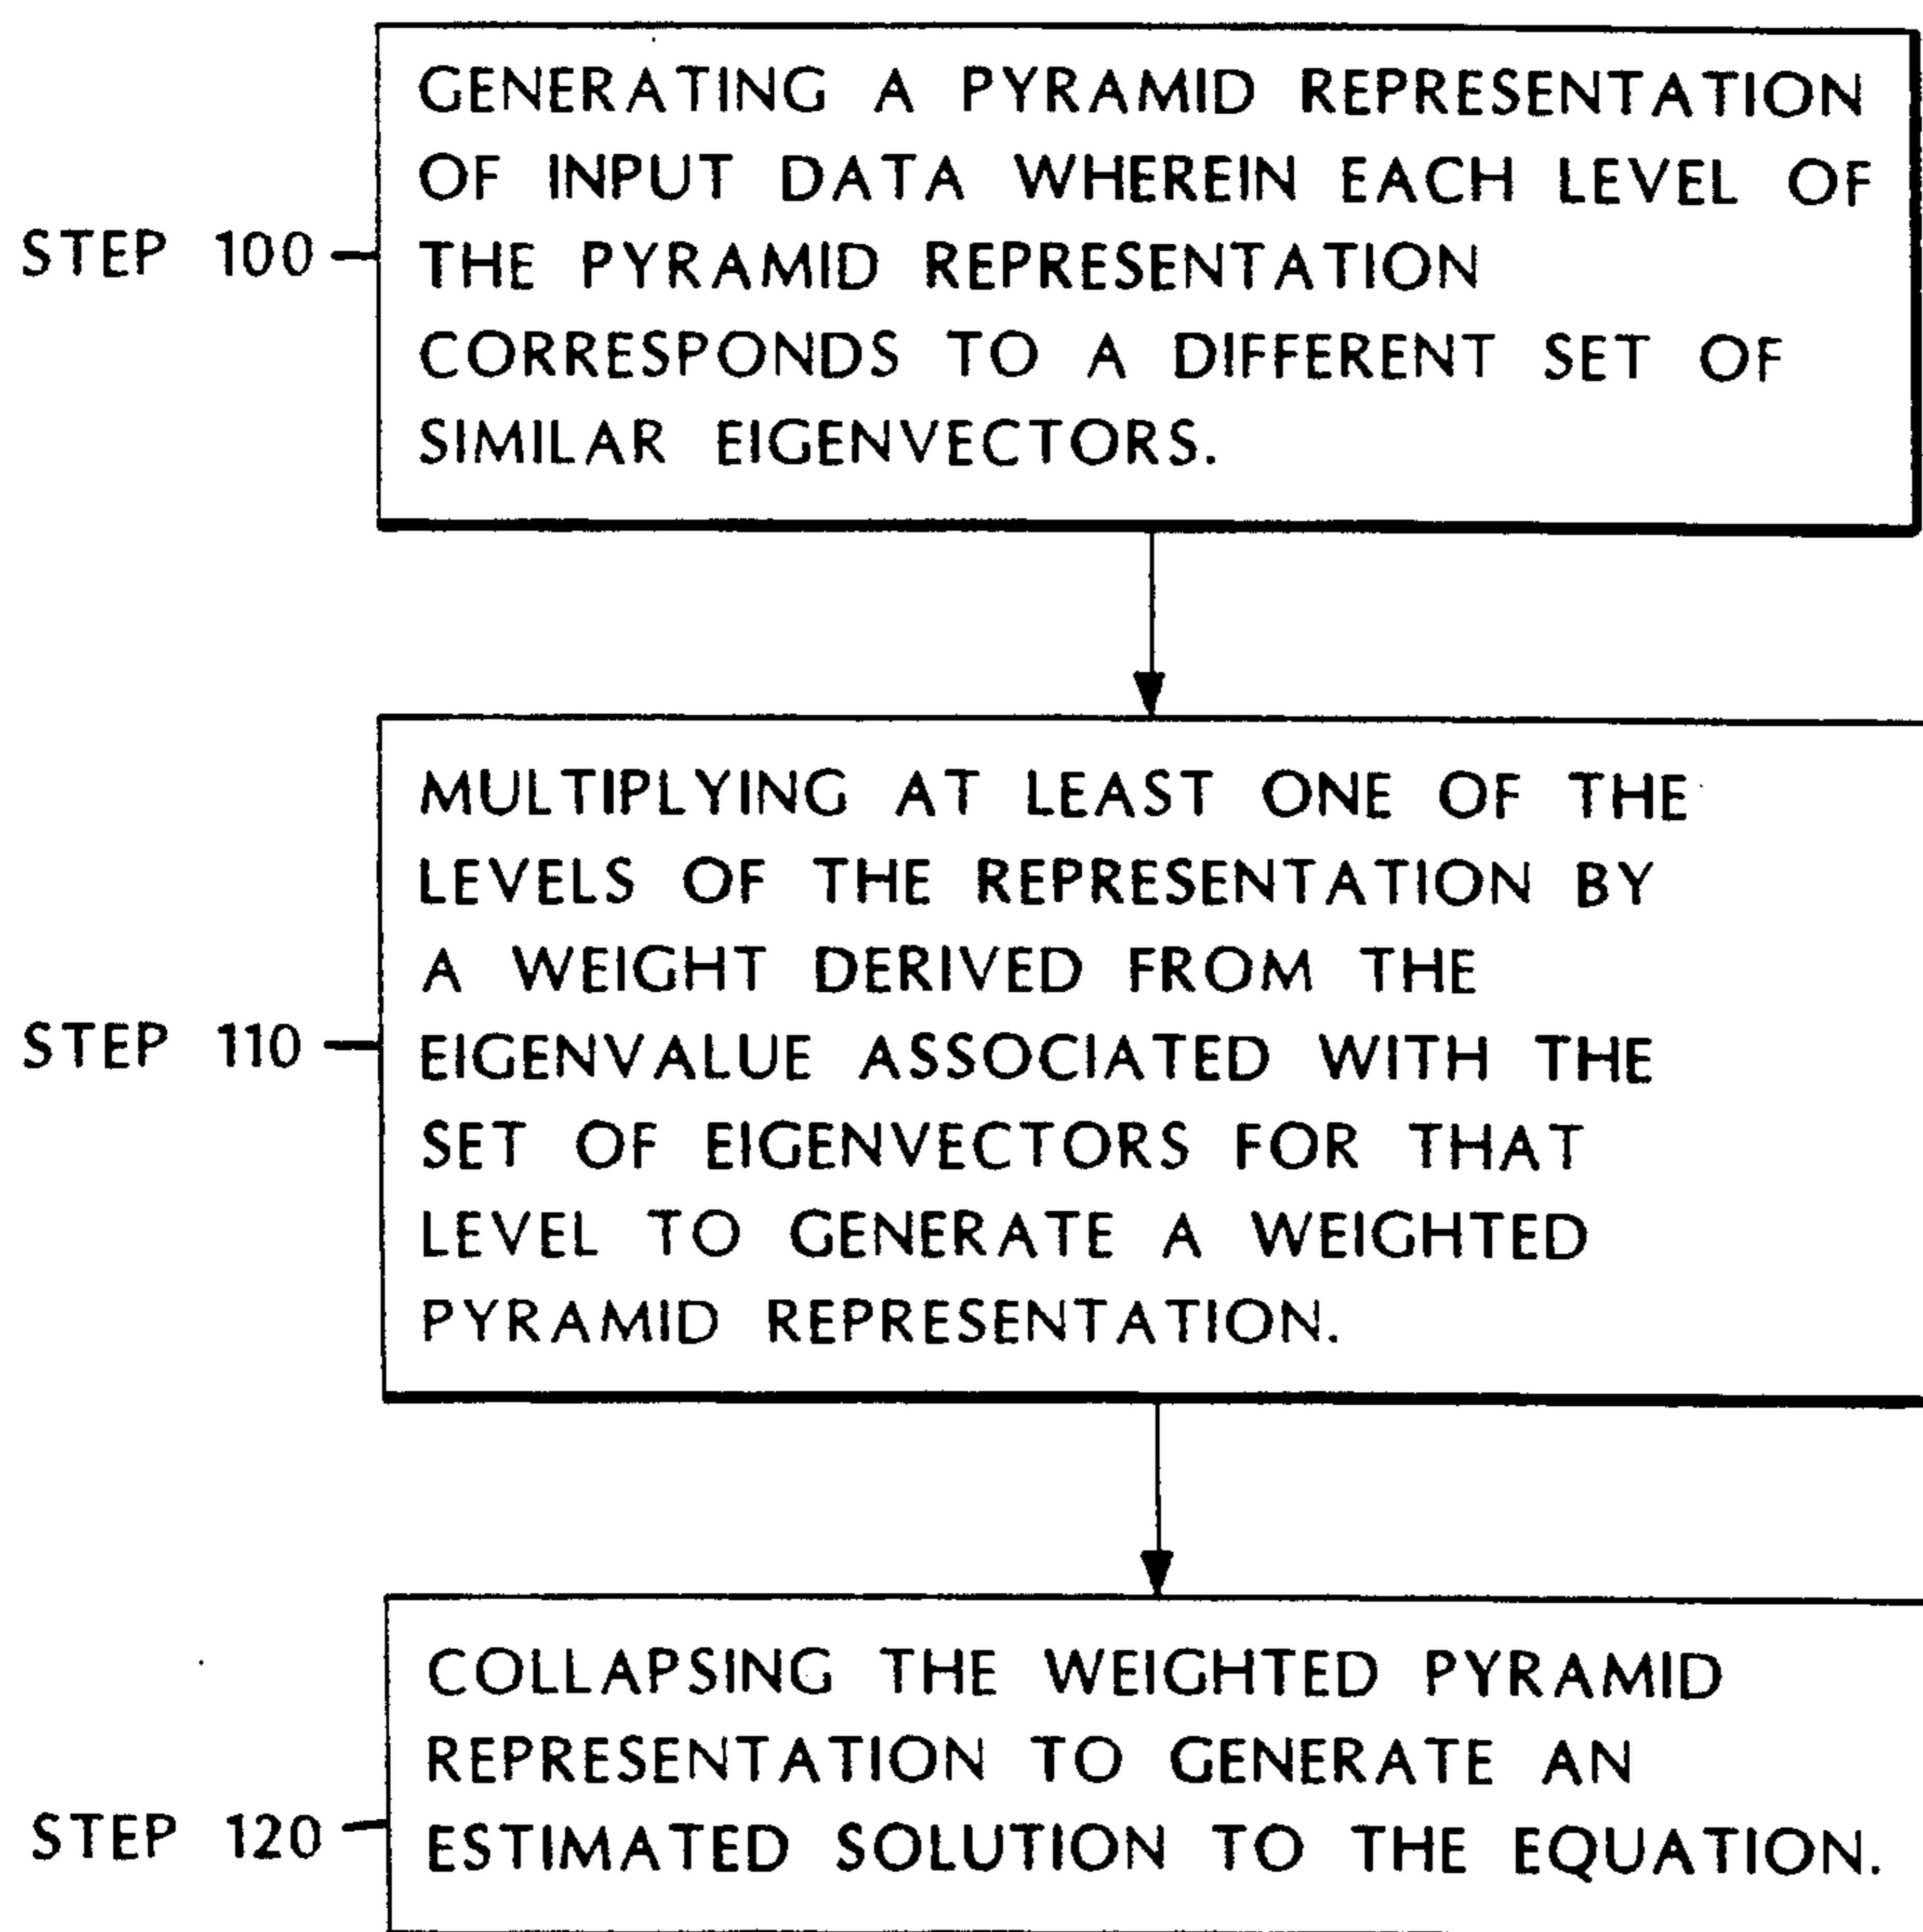 GENERATING A PYRAMID REPRESENTATION
OF INPUT DATA WHEREIN EACH LEVEL OF
STEP 100
THE PYRAMID REPRESENTATION
CORRESPONDS TO A DIFFERENT SET OF
SIMILAR EIGENVECTORS.
MULTIPLYING AT LEAST ONE OF THE
LEVELS OF THE REPRESENTATION BY
A WEIGHT DERIVED FROM THE
STEP 110
EIGENVALUE ASSOCIATED WITH THE
SET OF EIGENVECTORS FOR THAT
LEVEL TO GENERATE A WEIGHTED
PYRAMID REPRESENTATION.
COLLAPSING THE WEIGHTED PYRAMID
REPRESENTATION TO GENERATE AN
STEP 120
ESTIMATED SOLUTION TO THE EQUATION.